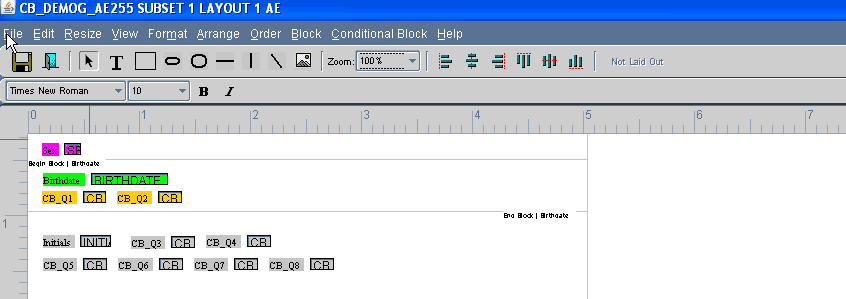 CB_DEMOG_AE255 SUBSET 1 LAYOUT 1 AE
File Edit Resize View Format Arrange Order Block Conditional Block Help
T Zoom: 100% Not Laid Out
Times New Roman 10 B I
0 1 2 3 4 5 6 7
Sex SE
Begin Block | Birthdate
Birthdate BIRTHDATE
CB_Q1 CB CB_Q2 CB
1
End Block | Birthdate
Initials INITIA CB_Q3 CB CB_Q4 CB
CB_Q5 CB CB_Q6 CB CB_Q7 CB CB_Q8 CB